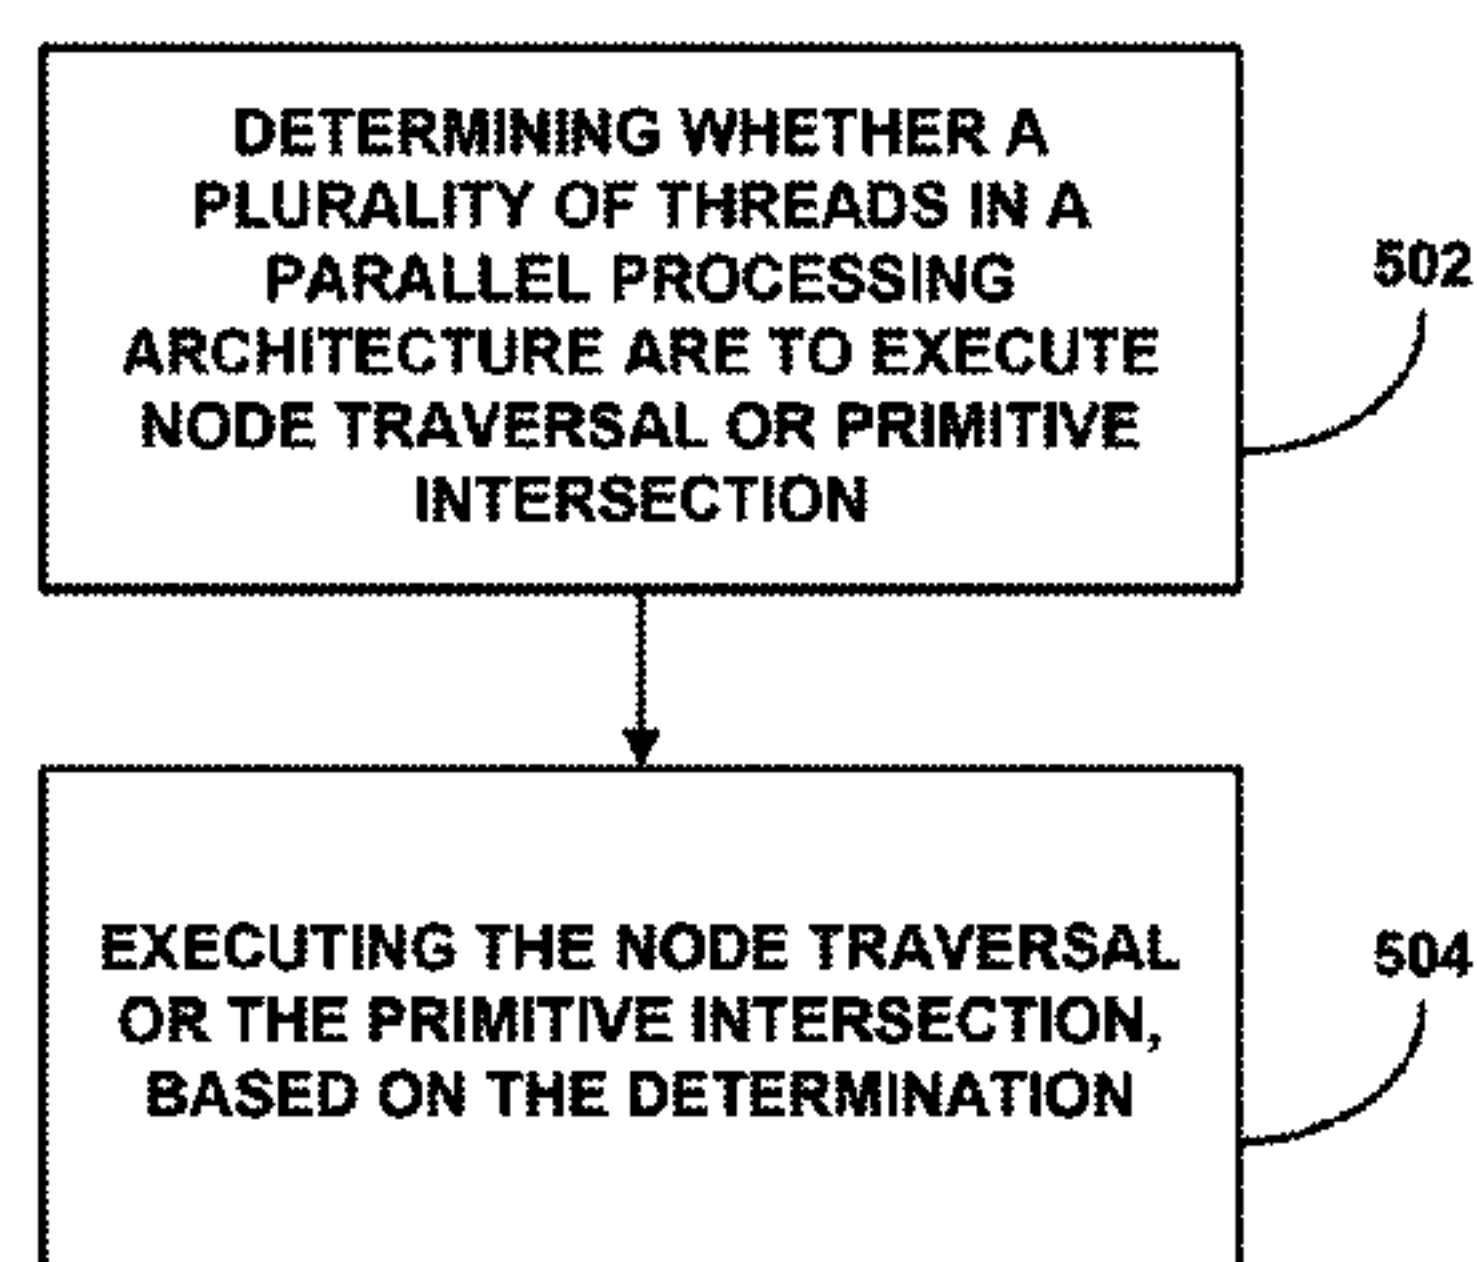 DETERMINING WHETHER A
PLURALITY OF THREADS IN A
PARALLEL PROCESSING
ARCHITECTURE ARE TO EXECUTE
NODE TRAVERSAL OR PRIMITIVE
INTERSECTION
502
EXECUTING THE NODE TRAVERSAL
OR THE PRIMITIVE INTERSECTION,
BASED ON THE DETERMINATION
504